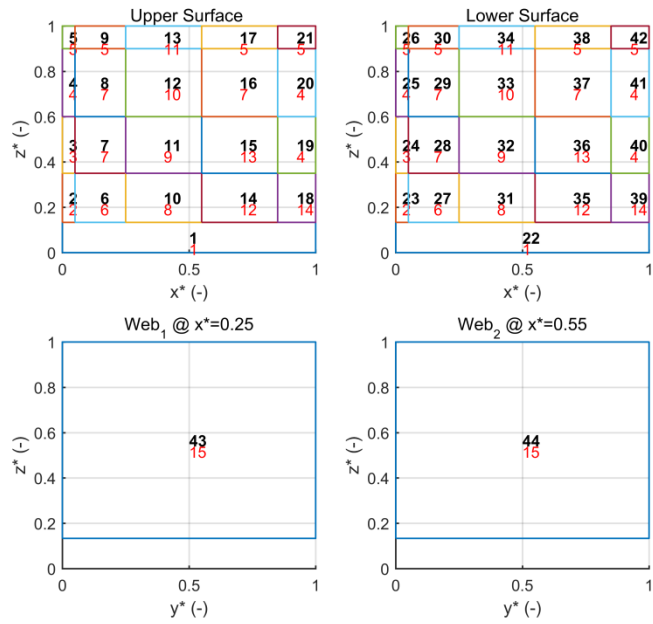 Upper Surface
1
0.8
0.6
0.4
0.2
0
z* (-)
5 9 13 17 21
5 5 11 5 5
4 8 12 16 20
4 7 10 7 4
3 7 11 15 19
3 7 9 13 4
2 6 10 14 18
2 6 8 12 14
1
1
0 0.5 1
x* (-)
Lower Surface
1
0.8
0.6
0.4
0.2
0
z* (-)
26 30 34 38 42
5 5 11 5 5
25 29 33 37 41
4 7 10 7 4
24 28 32 36 40
3 7 9 13 4
23 27 31 35 39
2 6 8 12 14
22
1
0 0.5 1
x* (-)
Web1 @ x*=0.25
1
0.8
0.6
0.4
0.2
0
z* (-)
43
15
0 0.5 1
y* (-)
Web2 @ x*=0.55
1
0.8
0.6
0.4
0.2
0
z* (-)
44
15
0 0.5 1
y* (-)